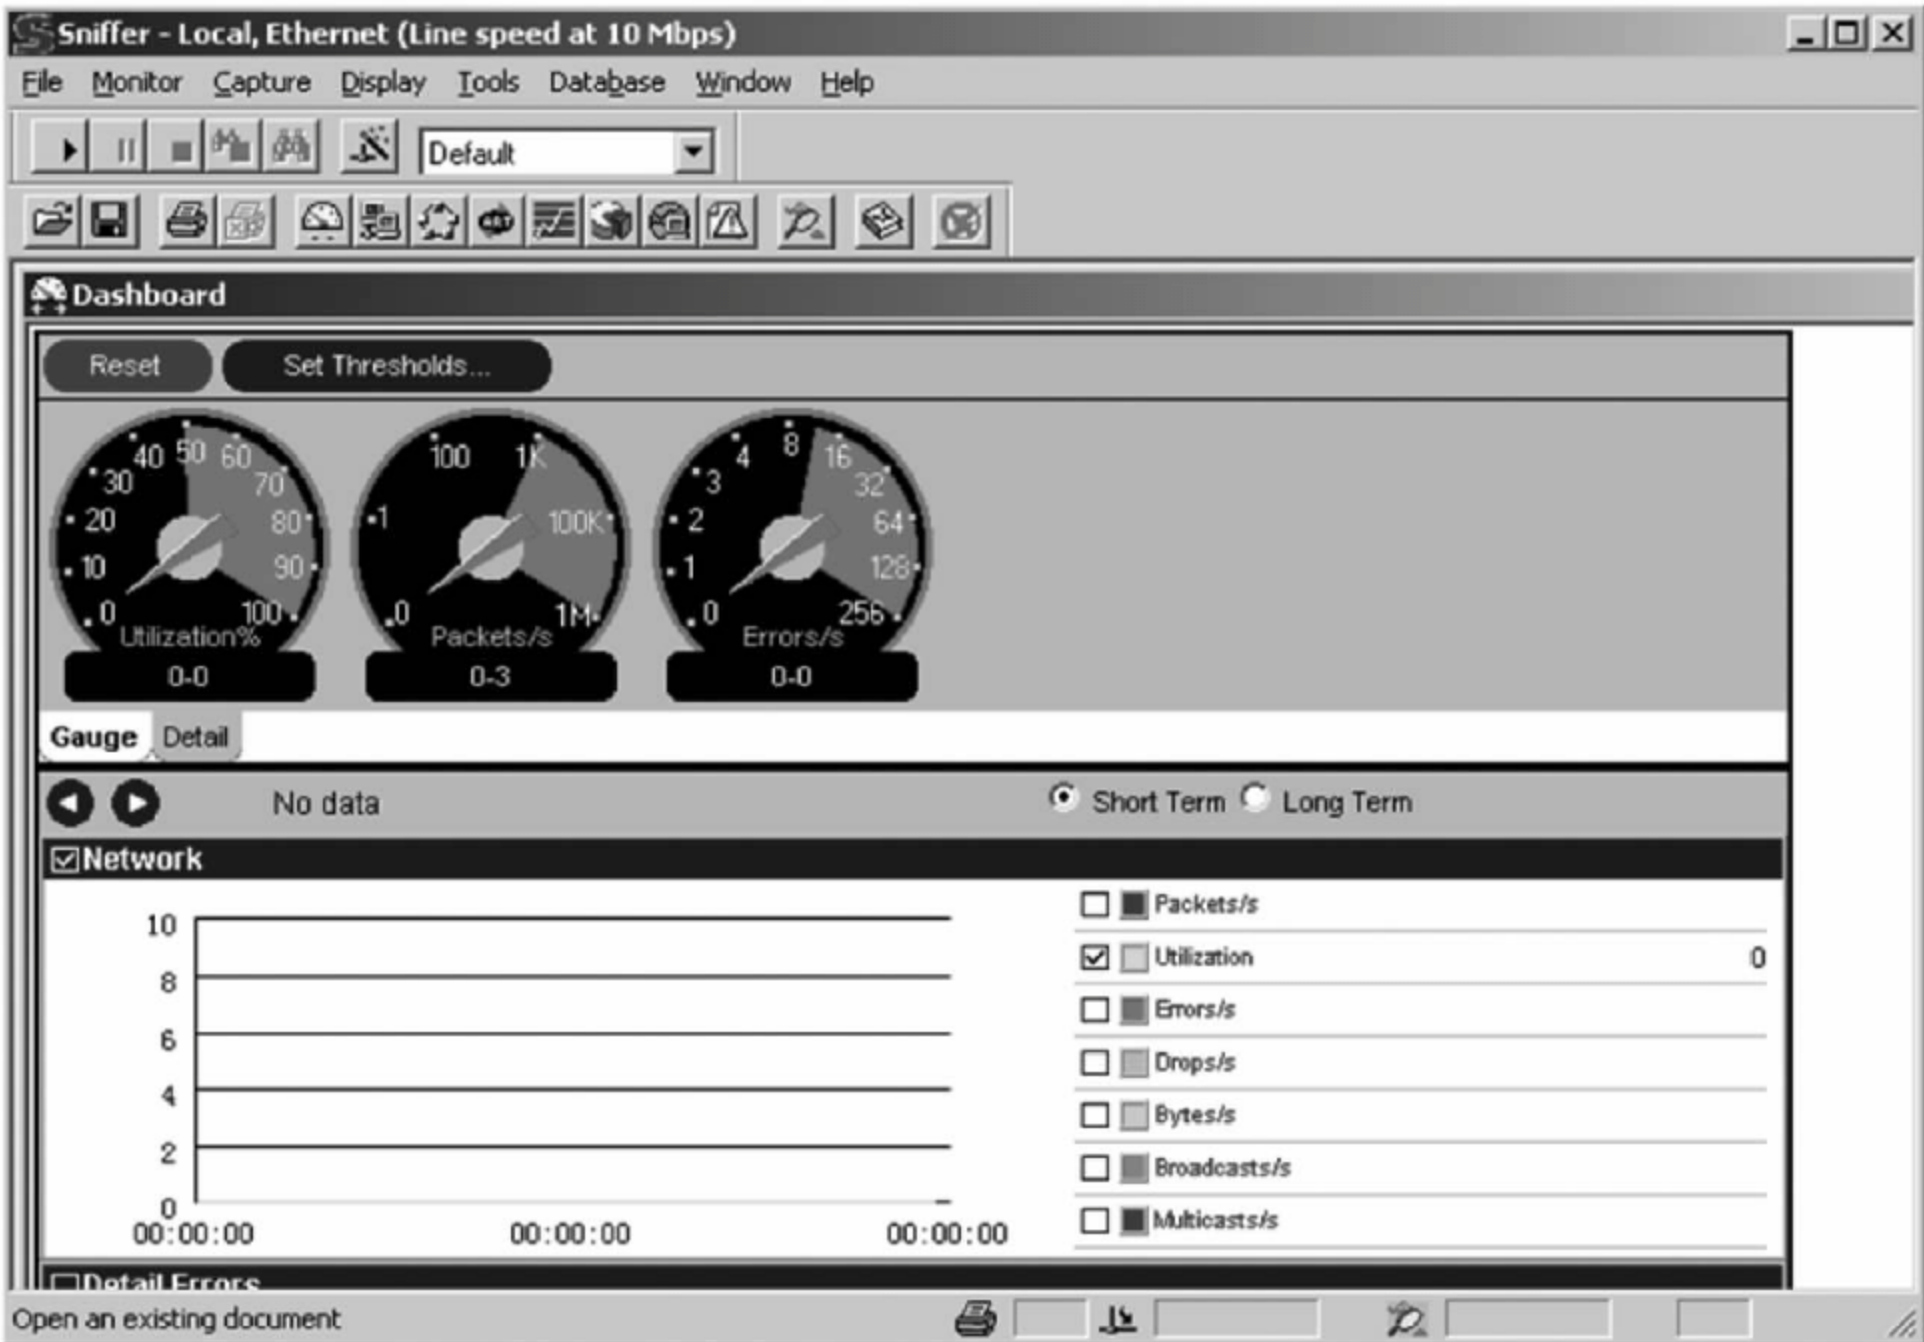 Sniffer - Local, Ethernet (Line speed at 10 Mbps)
File Monitor Capture Display Tools Database Window Help
Default
Dashboard
Reset Set Thresholds...
0 10 20 30 40 50 60 70 80 90 100
Utilization%
0-0
0 1 100 1K 100K 1M
Packets/s
0-3
0 1 2 3 4 8 16 32 64 128 256
Errors/s
0-0
Gauge Detail
No data Short Term Long Term
Network
10
8
6
4
2
0
00:00:00 00:00:00 00:00:00
Packets/s
Utilization 0
Errors/s
Drops/s
Bytes/s
Broadcasts/s
Multicasts/s
Detail Errors
Open an existing document